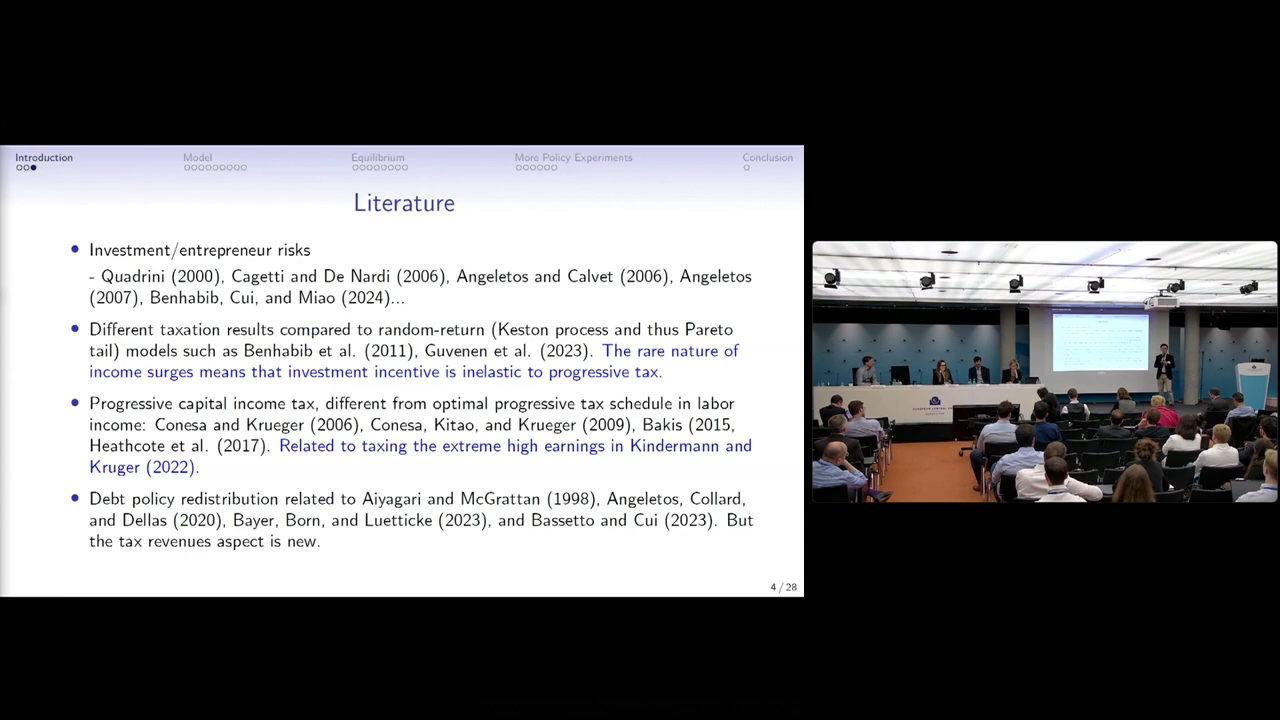 Introduction
Model
Equilibrium
More Policy Experiments
Conclusion
Literature
Investment/entrepreneur risks
- Quadrini (2000), Cagetti and De Nardi (2006), Angeletos and Calvet (2006), Angeletos
(2007), Benhabib, Cui, and Miao (2024)...
Different taxation results compared to random-return (Keston process and thus Pareto
tail) models such as Benhabib et al. (2011), Guvenen et al. (2023). The rare nature of
income surges means that investment incentive is inelastic to progressive tax.
Progressive capital income tax, different from optimal progressive tax schedule in labor
income: Conesa and Krueger (2006), Conesa, Kitao, and Krueger (2009), Bakis (2015,
Heathcote et al. (2017). Related to taxing the extreme high earnings in Kindermann and
Kruger (2022).
Debt policy redistribution related to Aiyagari and McGrattan (1998), Angeletos, Collard,
and Dellas (2020), Bayer, Born, and Luetticke (2023), and Bassetto and Cui (2023). But
the tax revenues aspect is new.
4 / 28